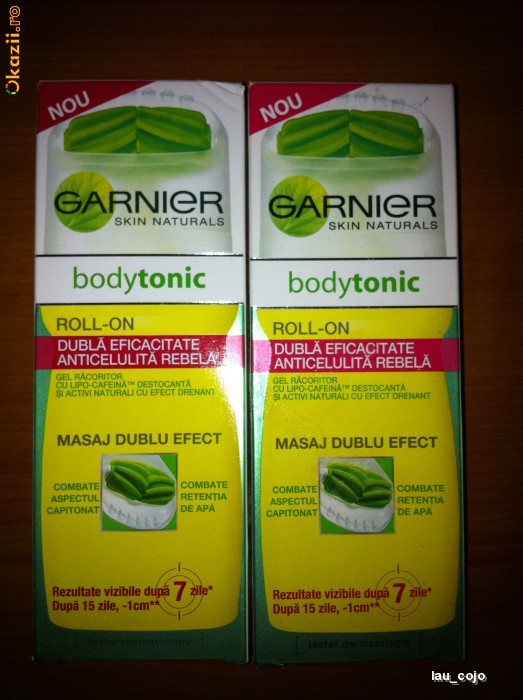 Okazii.ro
NOU
GARNIER
SKIN NATURALS
bodytonic
ROLL-ON
DUBLĂ EFICACITATE
ANTICELULITĂ REBELĂ
GEL RĂCORITOR
CU LIPO-CAFEINĂ™ DESTOCANTĂ
ȘI ACTIVI NATURALI CU EFECT DRENANT
MASAJ DUBLU EFECT
COMBATE
ASPECTUL
CAPITONAT
COMBATE
RETENȚIA
DE APĂ
Rezultate vizibile după 7 zile*
După 15 zile, -1cm**
testat dermatologic
NOU
GARNIER
SKIN NATURALS
bodytonic
ROLL-ON
DUBLĂ EFICACITATE
ANTICELULITĂ REBELĂ
GEL RĂCORITOR
CU LIPO-CAFEINĂ™ DESTOCANTĂ
ȘI ACTIVI NATURALI CU EFECT DRENANT
MASAJ DUBLU EFECT
COMBATE
ASPECTUL
CAPITONAT
COMBATE
RETENȚIA
DE APĂ
Rezultate vizibile după 7 zile*
După 15 zile, -1cm**
testat dermatologic
lau_cojo